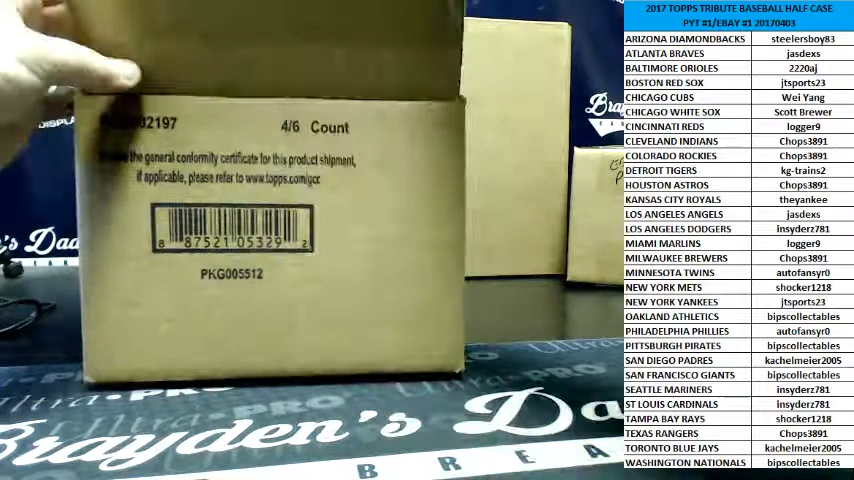 02197
4/6 Count
the general conformity certificate for this product shipment,
if applicable, please refer to www.topps.com/gcc
8 87521 05329 2
PKG005512
Bra
DISPLA
's Dad
Ultra PRO
Brayden's Da
B R E A
2017 TOPPS TRIBUTE BASEBALL HALF CASE
PYT #1/EBAY #1 20170403
ARIZONA DIAMONDBACKS steelersboy83
ATLANTA BRAVES jasdexs
BALTIMORE ORIOLES 2220aj
BOSTON RED SOX jtsports23
CHICAGO CUBS Wei Yang
CHICAGO WHITE SOX Scott Brewer
CINCINNATI REDS logger9
CLEVELAND INDIANS Chops3891
COLORADO ROCKIES Chops3891
DETROIT TIGERS kg-trains2
HOUSTON ASTROS Chops3891
KANSAS CITY ROYALS theyankee
LOS ANGELES ANGELS jasdexs
LOS ANGELES DODGERS insyderz781
MIAMI MARLINS logger9
MILWAUKEE BREWERS Chops3891
MINNESOTA TWINS autofansyr0
NEW YORK METS shocker1218
NEW YORK YANKEES jtsports23
OAKLAND ATHLETICS bipscollectables
PHILADELPHIA PHILLIES autofansyr0
PITTSBURGH PIRATES bipscollectables
SAN DIEGO PADRES kachelmeier2005
SAN FRANCISCO GIANTS bipscollectables
SEATTLE MARINERS insyderz781
ST LOUIS CARDINALS insyderz781
TAMPA BAY RAYS shocker1218
TEXAS RANGERS Chops3891
TORONTO BLUE JAYS kachelmeier2005
WASHINGTON NATIONALS bipscollectables